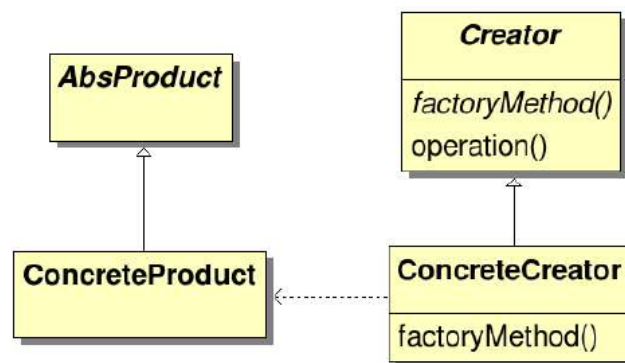 AbsProduct
Creator
factoryMethod()
operation()
ConcreteProduct
ConcreteCreator
factoryMethod()